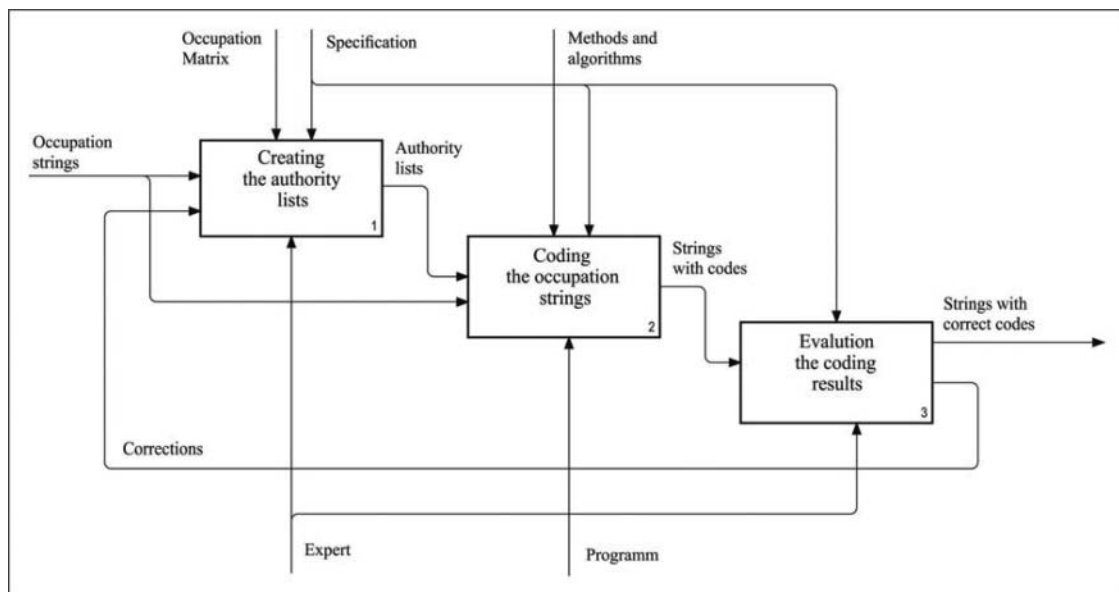 Occupation
Matrix
Specification
Methods and
algorithms
Occupation
strings
Creating
the authority
lists
1
Authority
lists
Coding
the occupation
strings
2
Strings
with codes
Evalution
the coding
results
3
Strings with
correct codes
Corrections
Expert
Programm